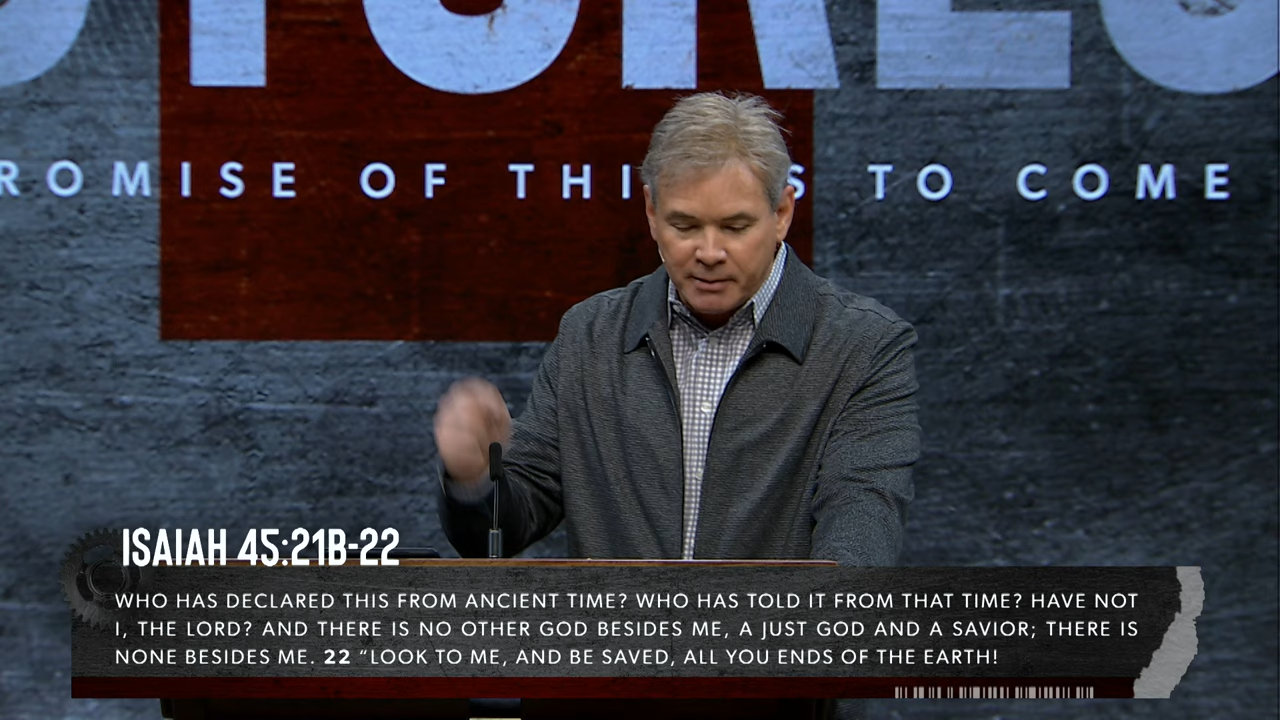 ROMISE OF THI S TO COME
ISAIAH 45:21B-22
WHO HAS DECLARED THIS FROM ANCIENT TIME? WHO HAS TOLD IT FROM THAT TIME? HAVE NOT
I, THE LORD? AND THERE IS NO OTHER GOD BESIDES ME, A JUST GOD AND A SAVIOR; THERE IS
NONE BESIDES ME. 22 “LOOK TO ME, AND BE SAVED, ALL YOU ENDS OF THE EARTH!